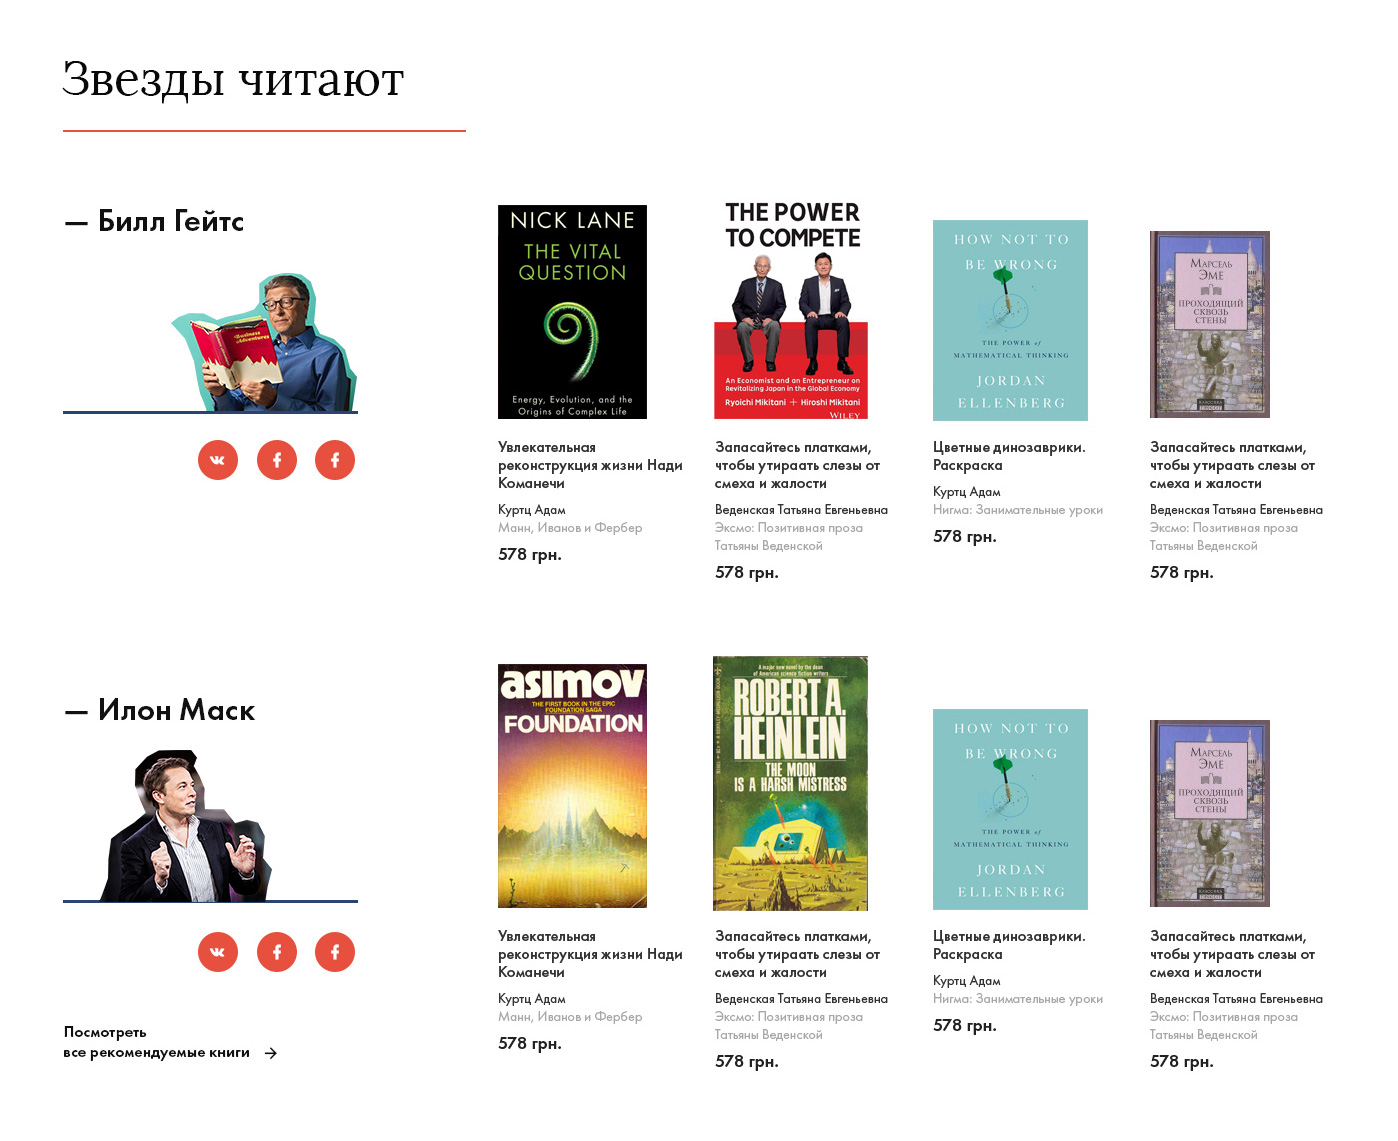 Звезды читают
— Билл Гейтс
Business
Adventures
NICK LANE
THE VITAL
QUESTION
Energy, Evolution, and the
Origins of Complex Life
THE POWER
TO COMPETE
An Economist and an Entrepreneur on
Revitalizing Japan in the Global Economy
Ryoichi Mikitani + Hiroshi Mikitani
WILEY
HOW NOT TO
BE WRONG
THE POWER of
MATHEMATICAL THINKING
JORDAN
ELLENBERG
МАРСЕЛЬ
ЭМЕ
ПРОХОДЯЩИЙ
СКВОЗЬ
СТЕНЫ
Увлекательная
реконструкция жизни Нади
Команечи
Куртц Адам
Манн, Иванов и Фербер
578 грн.
Запасайтесь платками,
чтобы утираать слезы от
смеха и жалости
Веденская Татьяна Евгеньевна
Эксмо: Позитивная проза
Татьяны Веденской
578 грн.
Цветные динозаврики.
Раскраска
Куртц Адам
Нигма: Занимательные уроки
578 грн.
Запасайтесь платками,
чтобы утираать слезы от
смеха и жалости
Веденская Татьяна Евгеньевна
Эксмо: Позитивная проза
Татьяны Веденской
578 грн.
— Илон Маск
asimov
THE FIRST BOOK IN THE EPIC
FOUNDATION SAGA
FOUNDATION
A major new novel by the dean
of American science fiction writers
ROBERT A.
HEINLEIN
THE MOON
IS A HARSH MISTRESS
HOW NOT TO
BE WRONG
THE POWER of
MATHEMATICAL THINKING
JORDAN
ELLENBERG
МАРСЕЛЬ
ЭМЕ
ПРОХОДЯЩИЙ
СКВОЗЬ
СТЕНЫ
Увлекательная
реконструкция жизни Нади
Команечи
Куртц Адам
Манн, Иванов и Фербер
578 грн.
Запасайтесь платками,
чтобы утираать слезы от
смеха и жалости
Веденская Татьяна Евгеньевна
Эксмо: Позитивная проза
Татьяны Веденской
578 грн.
Цветные динозаврики.
Раскраска
Куртц Адам
Нигма: Занимательные уроки
578 грн.
Запасайтесь платками,
чтобы утираать слезы от
смеха и жалости
Веденская Татьяна Евгеньевна
Эксмо: Позитивная проза
Татьяны Веденской
578 грн.
Посмотреть
все рекомендуемые книги →